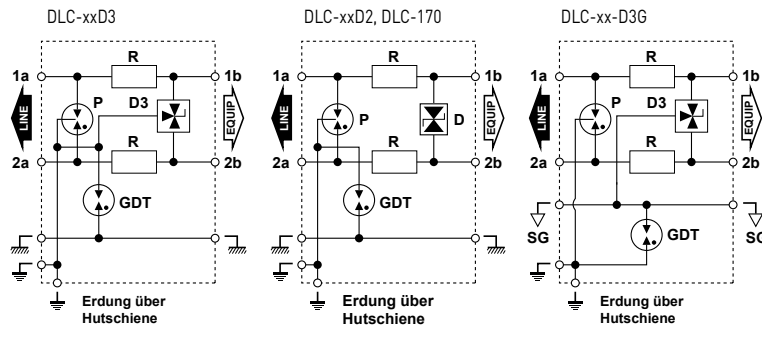 DLC-xxD3
DLC-xxD2, DLC-170
DLC-xx-D3G
R
1a
1b
P
D3
LINE
EQUIP
R
2a
2b
GDT
Erdung über
Hutschiene
R
1a
1b
P
D
LINE
EQUIP
R
2a
2b
GDT
Erdung über
Hutschiene
R
1a
1b
P
D3
LINE
EQUIP
R
2a
2b
SG
SG
GDT
Erdung über
Hutschiene